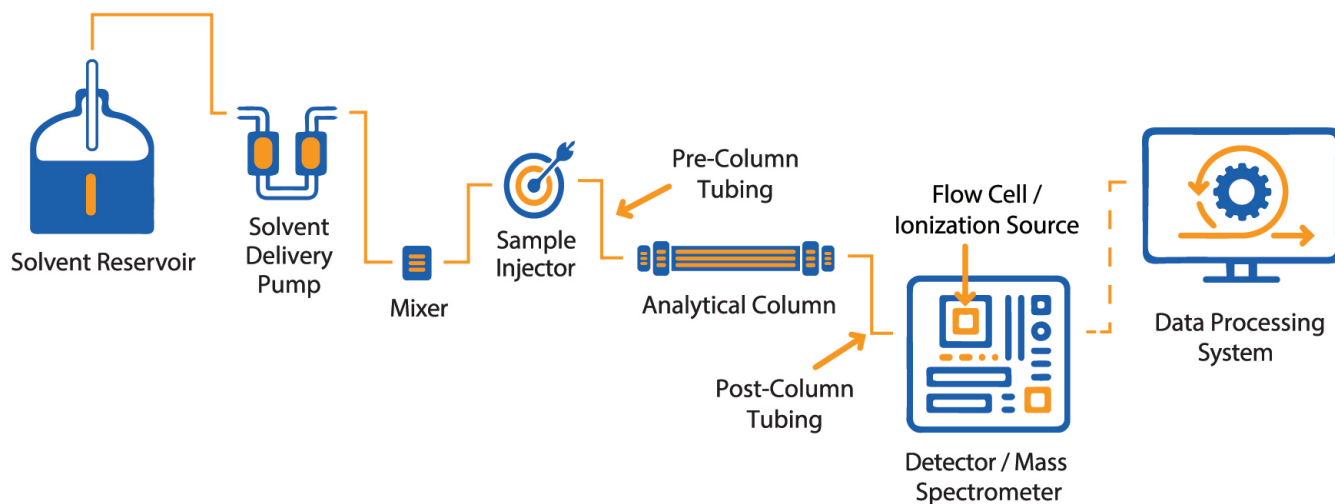 Solvent Reservoir
Solvent
Delivery
Pump
Mixer
Sample
Injector
Pre-Column
Tubing
Analytical Column
Post-Column
Tubing
Flow Cell /
Ionization Source
Detector / Mass
Spectrometer
Data Processing
System